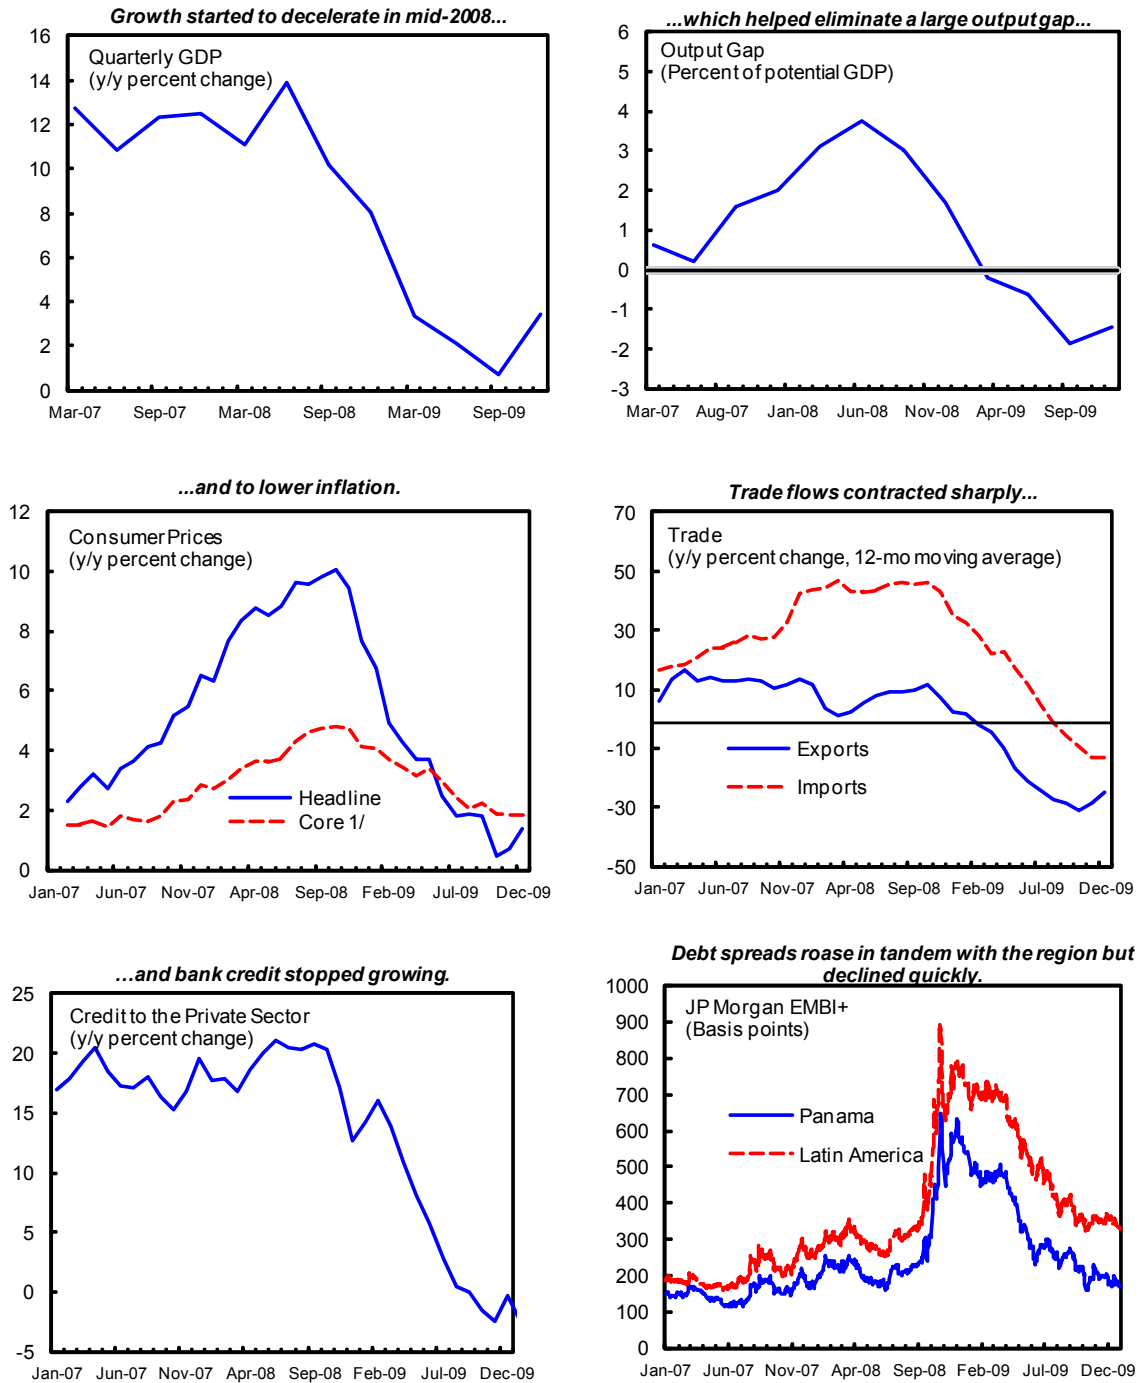 Growth started to decelerate in mid-2008...
16
Quarterly GDP
(y/y percent change)
14
12
10
8
6
4
2
0
Mar-07 Sep-07 Mar-08 Sep-08 Mar-09 Sep-09
...which helped eliminate a large output gap...
6
Output Gap
(Percent of potential GDP)
5
4
3
2
1
0
-1
-2
-3
Mar-07 Aug-07 Jan-08 Jun-08 Nov-08 Apr-09 Sep-09
...and to lower inflation.
12
Consumer Prices
(y/y percent change)
10
8
6
4
Headline
Core 1/
2
0
Jan-07 Jun-07 Nov-07 Apr-08 Sep-08 Feb-09 Jul-09 Dec-09
Trade flows contracted sharply...
70
Trade
(y/y percent change, 12-mo moving average)
50
30
10
-10
Exports
Imports
-30
-50
Jan-07 Jun-07 Nov-07 Apr-08 Sep-08 Feb-09 Jul-09 Dec-09
...and bank credit stopped growing.
25
Credit to the Private Sector
(y/y percent change)
20
15
10
5
0
-5
Jan-07 Jun-07 Nov-07 Apr-08 Sep-08 Feb-09 Jul-09 Dec-09
Debt spreads roase in tandem with the region but
declined quickly.
1000
JP Morgan EMBI+
(Basis points)
900
800
700
Panama
600
Latin America
500
400
300
200
100
0
Jan-07 Jun-07 Nov-07 Apr-08 Sep-08 Feb-09 Jul-09 Dec-09